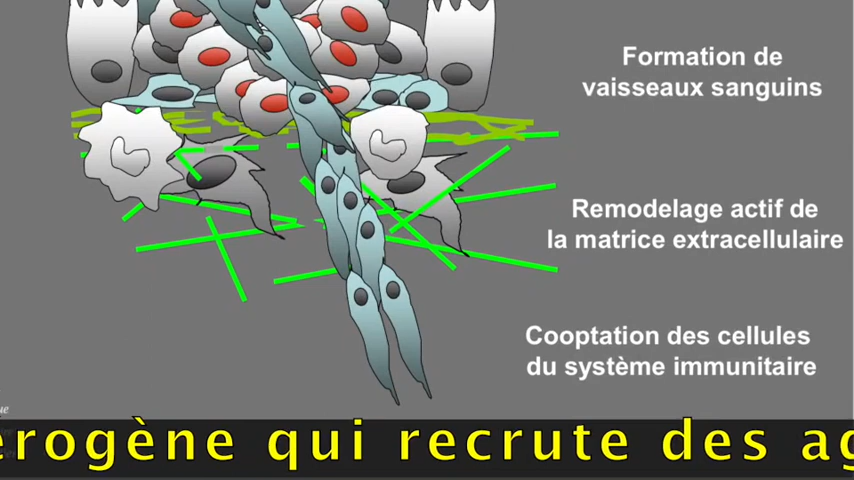 Formation de
vaisseaux sanguins
Remodelage actif de
la matrice extracellulaire
Cooptation des cellules
du système immunitaire
erogène qui recrute des ag